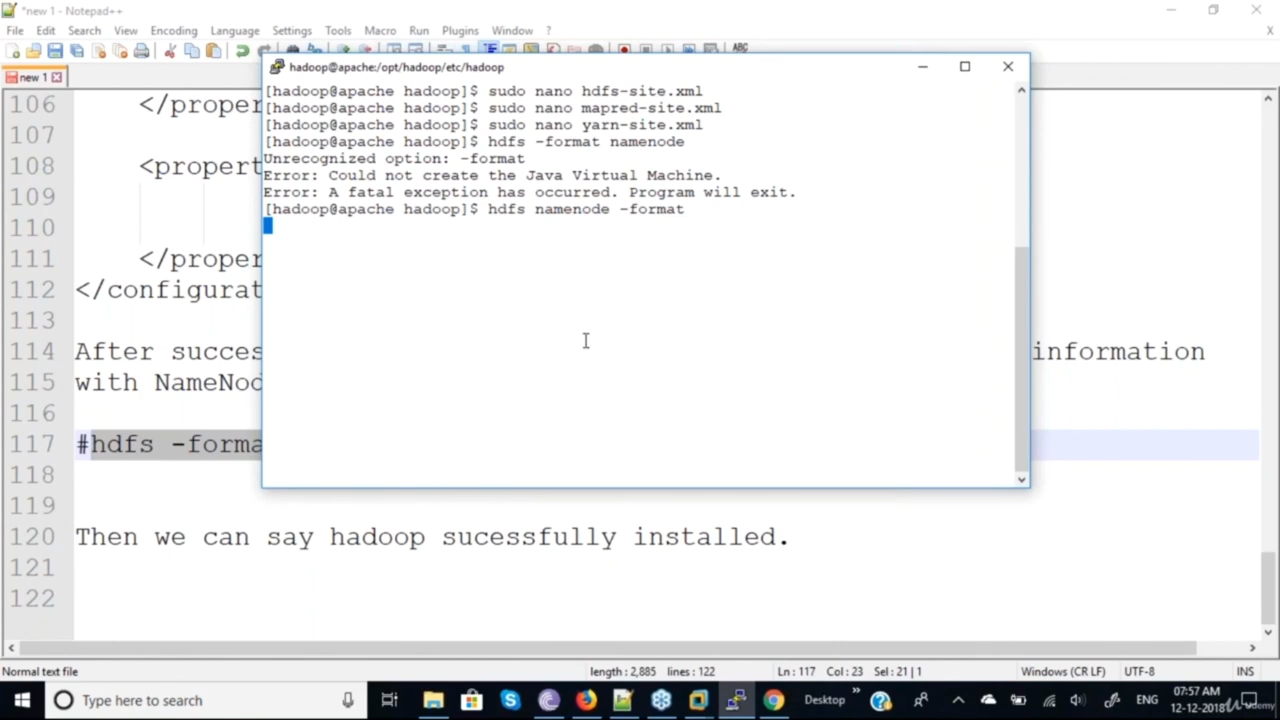 *new 1 - Notepad++
File Edit Search View Encoding Language Settings Tools Macro Run Plugins Window ?
X
new 1
hadoop@apache:/opt/hadoop/etc/hadoop
[hadoop@apache hadoop]$ sudo nano hdfs-site.xml
[hadoop@apache hadoop]$ sudo nano mapred-site.xml
[hadoop@apache hadoop]$ sudo nano yarn-site.xml
[hadoop@apache hadoop]$ hdfs -format namenode
Unrecognized option: -format
Error: Could not create the Java Virtual Machine.
Error: A fatal exception has occurred. Program will exit.
[hadoop@apache hadoop]$ hdfs namenode -format
106 </proper
107
108 <propert
109
110
111 </proper
112 </configurat
113
114 After succes information
115 with NameNod
116
117 #hdfs -forma
118
119
120 Then we can say hadoop sucessfully installed.
121
122
Normal text file length : 2,885 lines : 122 Ln : 117 Col : 23 Sel : 21 | 1 Windows (CR LF) UTF-8 INS
Type here to search Desktop ENG 07:57 AM
12-12-2018 Udemy